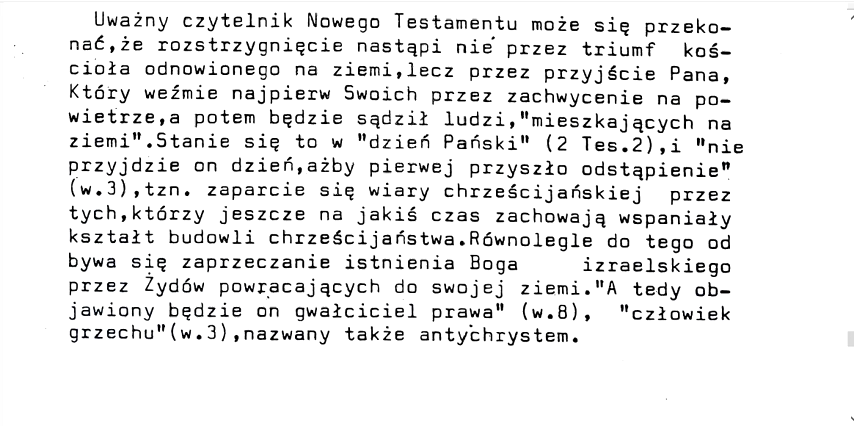 Uważny czytelnik Nowego Testamentu może się przeko–
nać,że rozstrzygnięcie nastąpi nie przez triumf koś–
cioła odnowionego na ziemi,lecz przez przyjście Pana,
Który weźmie najpierw Swoich przez zachwycenie na po–
wietrze,a potem będzie sądził ludzi,"mieszkających na
ziemi".Stanie się to w "dzień Pański" (2 Tes.2),i "nie
przyjdzie on dzień,ażby pierwej przyszło odstąpienie"
(w.3),tzn. zaparcie się wiary chrześcijańskiej przez
tych,którzy jeszcze na jakiś czas zachowają wspaniały
kształt budowli chrześcijaństwa.Równolegle do tego od
bywa się zaprzeczanie istnienia Boga izraelskiego
przez Żydów powracających do swojej ziemi."A tedy ob–
jawiony będzie on gwałciciel prawa" (w.8), "człowiek
grzechu"(w.3),nazwany także antychrystem.